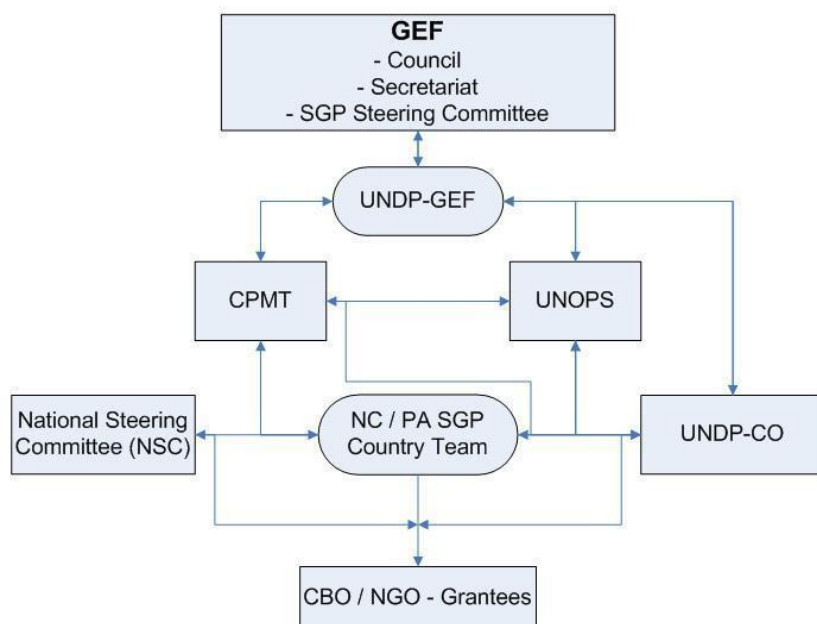 GEF
- Council
- Secretariat
- SGP Steering Committee
UNDP-GEF
CPMT
UNOPS
National Steering
Committee (NSC)
NC / PA SGP
Country Team
UNDP-CO
CBO / NGO - Grantees